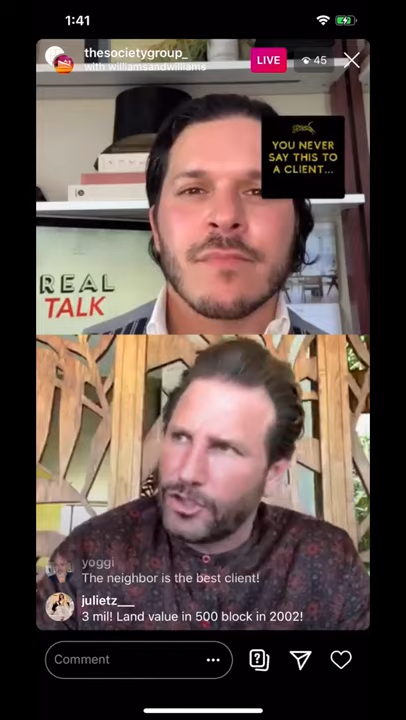 1:41
thesocietygroup_
with williamsandwilliams
LIVE
45
YOU NEVER
SAY THIS TO
A CLIENT...
REAL
TALK
yoggi
The neighbor is the best client!
julietz___
3 mil! Land value in 500 block in 2002!
Comment